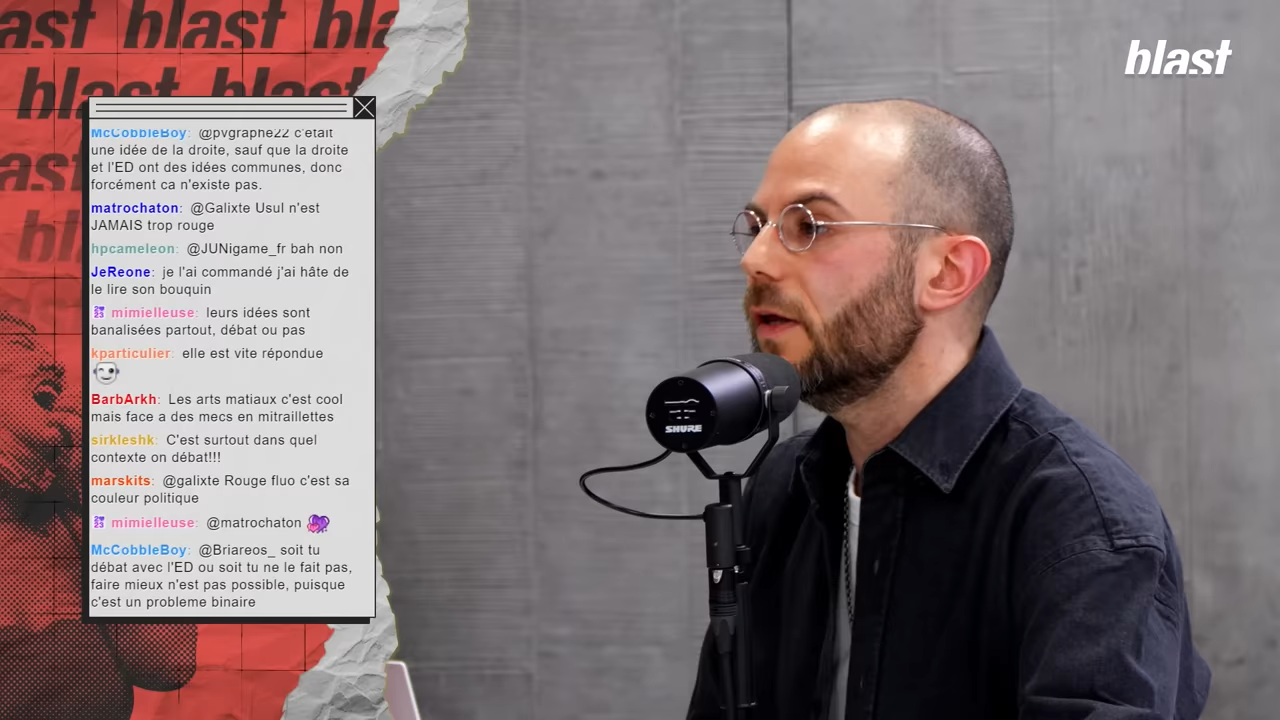 blast blast
blast blast
blast
McCobbleBoy: @pvgraphe22 c'était
une idée de la droite, sauf que la droite
et l'ED ont des idées communes, donc
forcément ca n'existe pas.
matrochaton: @Galixte Usul n'est
JAMAIS trop rouge
hpcameleon: @JUNigame_fr bah non
JeReone: je l'ai commandé j'ai hâte de
le lire son bouquin
mimielleuse: leurs idées sont
banalisées partout, débat ou pas
kparticulier: elle est vite répondue
BarbArkh: Les arts matiaux c'est cool
mais face a des mecs en mitraillettes
sirkleshk: C'est surtout dans quel
contexte on débat!!!
marskits: @galixte Rouge fluo c'est sa
couleur politique
mimielleuse: @matrochaton
McCobbleBoy: @Briareos_ soit tu
débat avec l'ED ou soit tu ne le fait pas,
faire mieux n'est pas possible, puisque
c'est un probleme binaire
SHURE